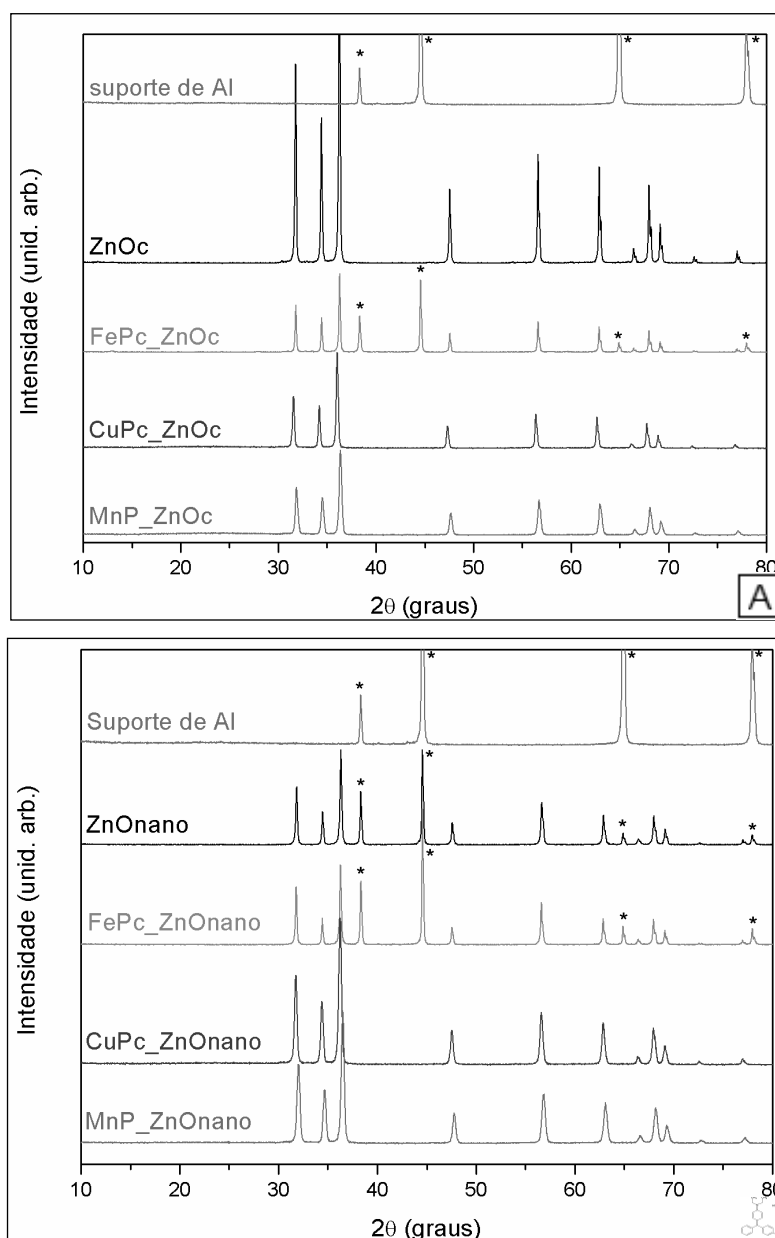 * * * *
suporte de Al
ZnOc
*
FePc_ZnOc * * *
CuPc_ZnOc
MnP_ZnOc
Intensidade (unid. arb.)
10 20 30 40 50 60 70 80
2θ (graus)
A
* * * *
Suporte de Al
*
ZnOnano * * *
*
FePc_ZnOnano * * *
CuPc_ZnOnano
MnP_ZnOnano
Intensidade (unid. arb.)
10 20 30 40 50 60 70 80
2θ (graus)